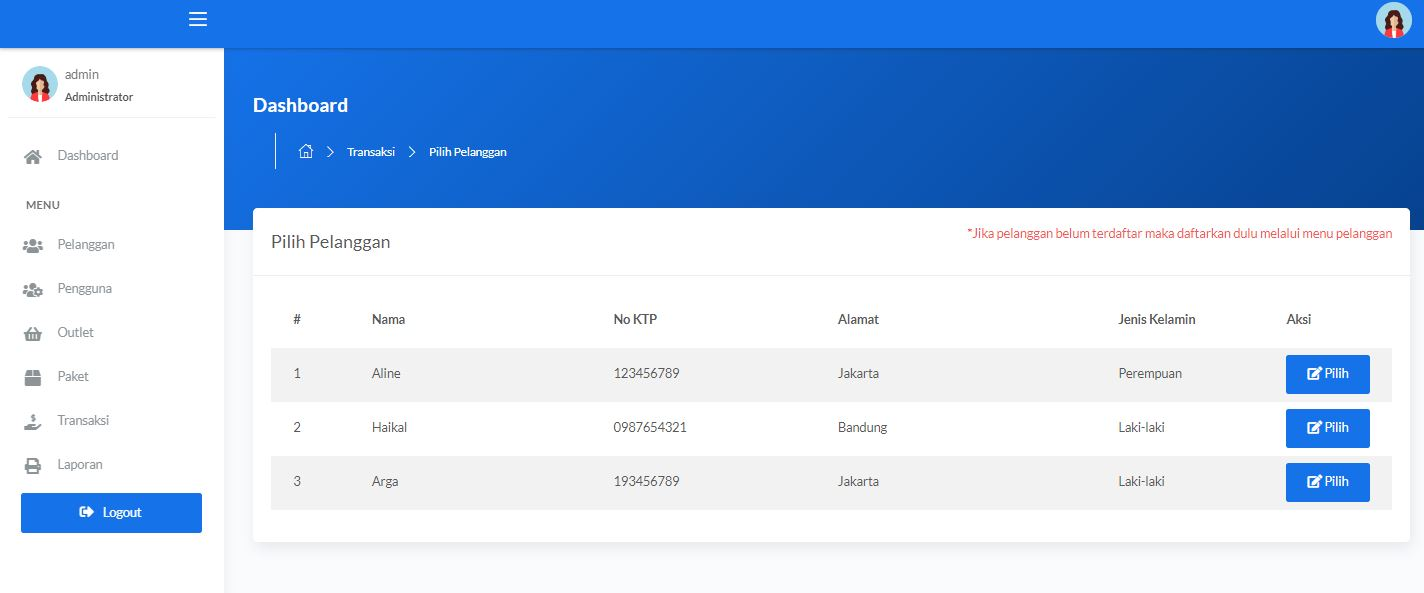 admin
Administrator
Dashboard
MENU
Pelanggan
Pengguna
Outlet
Paket
Transaksi
Laporan
Logout
Dashboard
Transaksi Pilih Pelanggan
Pilih Pelanggan
*Jika pelanggan belum terdaftar maka daftarkan dulu melalui menu pelanggan
# Nama No KTP Alamat Jenis Kelamin Aksi
1 Aline 123456789 Jakarta Perempuan Pilih
2 Haikal 0987654321 Bandung Laki-laki Pilih
3 Arga 193456789 Jakarta Laki-laki Pilih